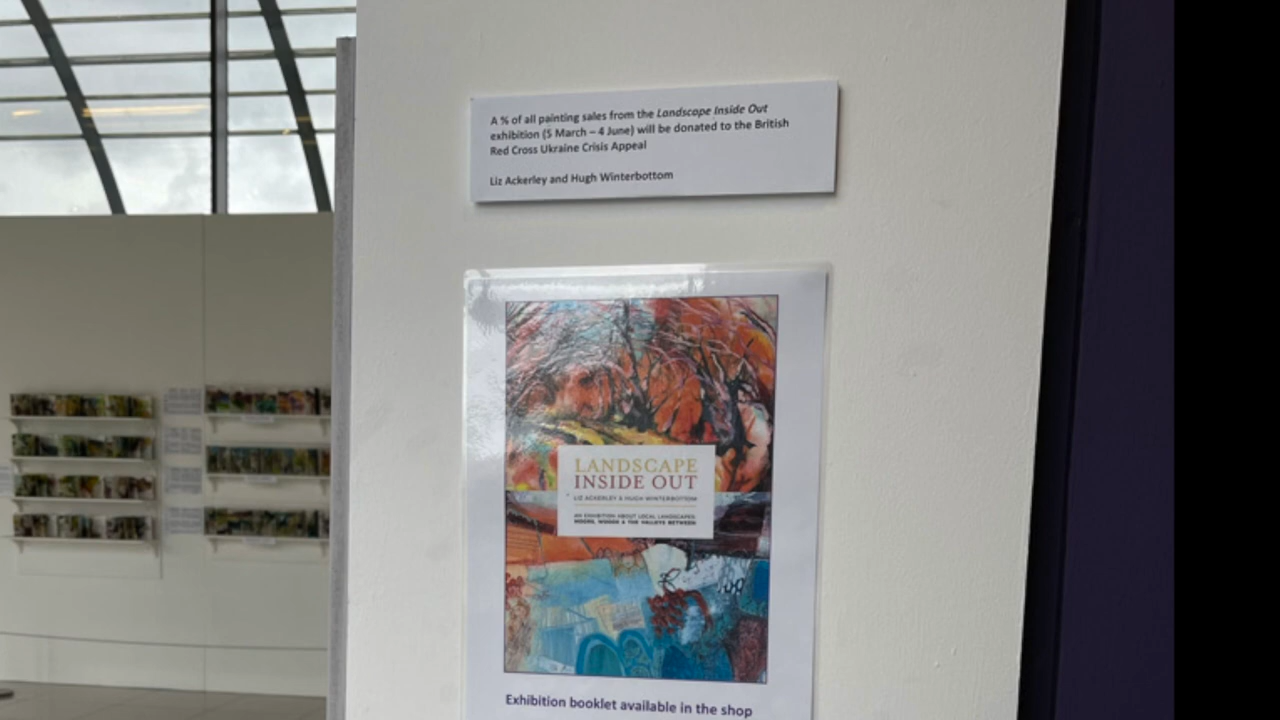 A % of all painting sales from the Landscape Inside Out
exhibition (5 March – 4 June) will be donated to the British
Red Cross Ukraine Crisis Appeal
Liz Ackerley and Hugh Winterbottom
LANDSCAPE
INSIDE OUT
LIZ ACKERLEY & HUGH WINTERBOTTOM
AN EXHIBITION ABOUT LOCAL LANDSCAPES:
MOORS, WOODS & THE VALLEYS BETWEEN
Exhibition booklet available in the shop